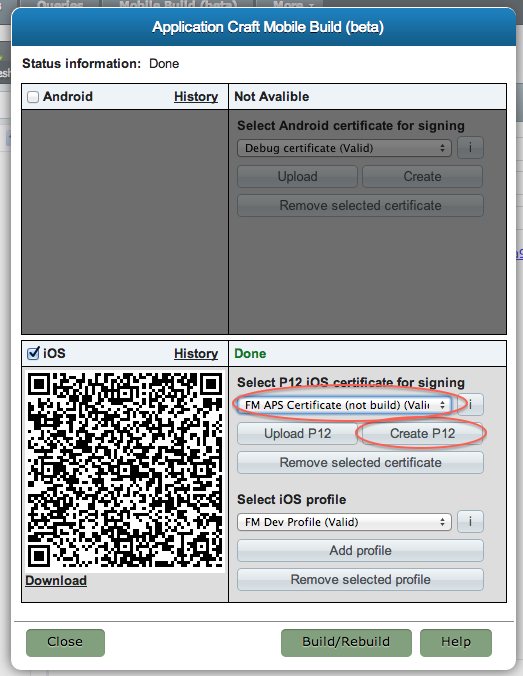 Queries Mobile Build (beta) More
Application Craft Mobile Build (beta)
Status information: Done
Android History Not Avalible
Select Android certificate for signing
Debug certificate (Valid) i
Upload Create
Remove selected certificate
iOS History Done
Select P12 iOS certificate for signing
FM APS Certificate (not build) (Vali i
Upload P12 Create P12
Remove selected certificate
Select iOS profile
FM Dev Profile (Valid) i
Add profile
Remove selected profile
Download
Close Build/Rebuild Help